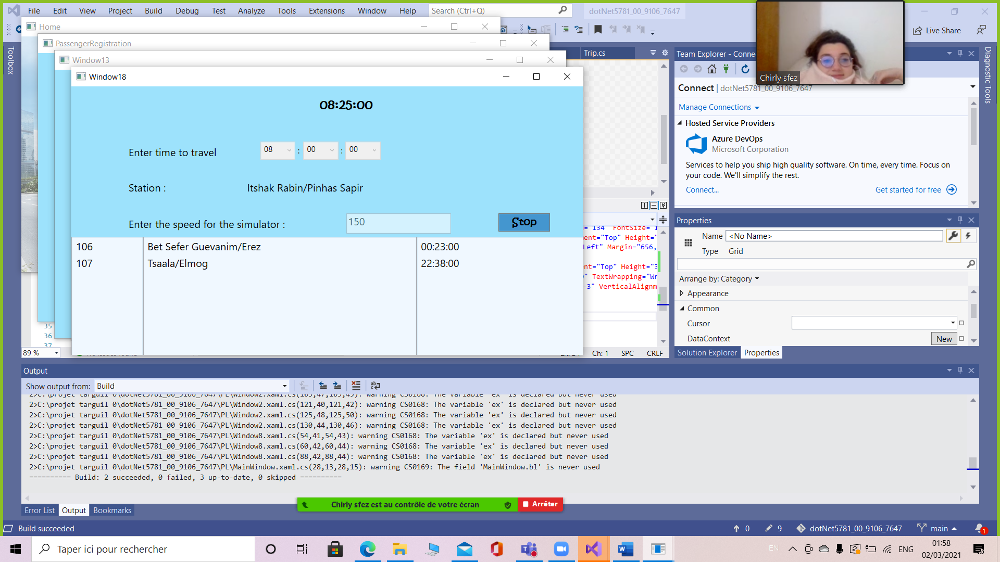 File Edit View Project Build Debug Test Analyze Tools Extensions Window Help Search (Ctrl+Q) dotNet5781_00_9106_7647
Home
Live Share
PassengerRegistration
Window13
Trip.cs
Team Explorer - Conne
Toolbox
Diagnostic Tools
Chirly sfez
Window18
Connect | dotNet5781_00_9106_7647
08:25:00
Manage Connections
Hosted Service Providers
Azure DevOps
Microsoft Corporation
Services to help you ship high quality software. On time, every time. Focus on
your code. We'll simplify the rest.
Connect... Get started for free
Enter time to travel 08 : 00 : 00
Station : Itshak Rabin/Pinhas Sapir
Enter the speed for the simulator : 150 Stop
106 Bet Sefer Guevanim/Erez 00:23:00
107 Tsaala/Elmog 22:38:00
ment="Top" Height="
Left" Margin="656,
nt="Top" Height="3
" TextWrapping="Wr
-3" VerticalAlignm
Properties
Name <No Name>
Type Grid
Arrange by: Category
Appearance
Common
Cursor
DataContext New
Solution Explorer Properties
35
36
37
89 % Ch: 1 SPC CRLF
Output
Show output from: Build
2>C:\projet targuil 0\dotNet5781_00_9106_7647\PL\Window2.xaml.cs(121,40,121,42): warning CS0168: The variable 'ex' is declared but never used
2>C:\projet targuil 0\dotNet5781_00_9106_7647\PL\Window2.xaml.cs(125,48,125,50): warning CS0168: The variable 'ex' is declared but never used
2>C:\projet targuil 0\dotNet5781_00_9106_7647\PL\Window2.xaml.cs(130,44,130,46): warning CS0168: The variable 'ex' is declared but never used
2>C:\projet targuil 0\dotNet5781_00_9106_7647\PL\Window8.xaml.cs(54,41,54,43): warning CS0168: The variable 'ex' is declared but never used
2>C:\projet targuil 0\dotNet5781_00_9106_7647\PL\Window8.xaml.cs(60,42,60,44): warning CS0168: The variable 'ex' is declared but never used
2>C:\projet targuil 0\dotNet5781_00_9106_7647\PL\Window8.xaml.cs(88,42,88,44): warning CS0168: The variable 'ex' is declared but never used
2>C:\projet targuil 0\dotNet5781_00_9106_7647\PL\MainWindow.xaml.cs(28,13,28,15): warning CS0169: The field 'MainWindow.bl' is never used
========== Build: 2 succeeded, 0 failed, 3 up-to-date, 0 skipped ==========
Chirly sfez est au contrôle de votre écran Arrêter
Error List Output Bookmarks
Build succeeded 0 9 dotNet5781_00_9106_7647 main 1
Taper ici pour rechercher EN ENG 01:58
02/03/2021